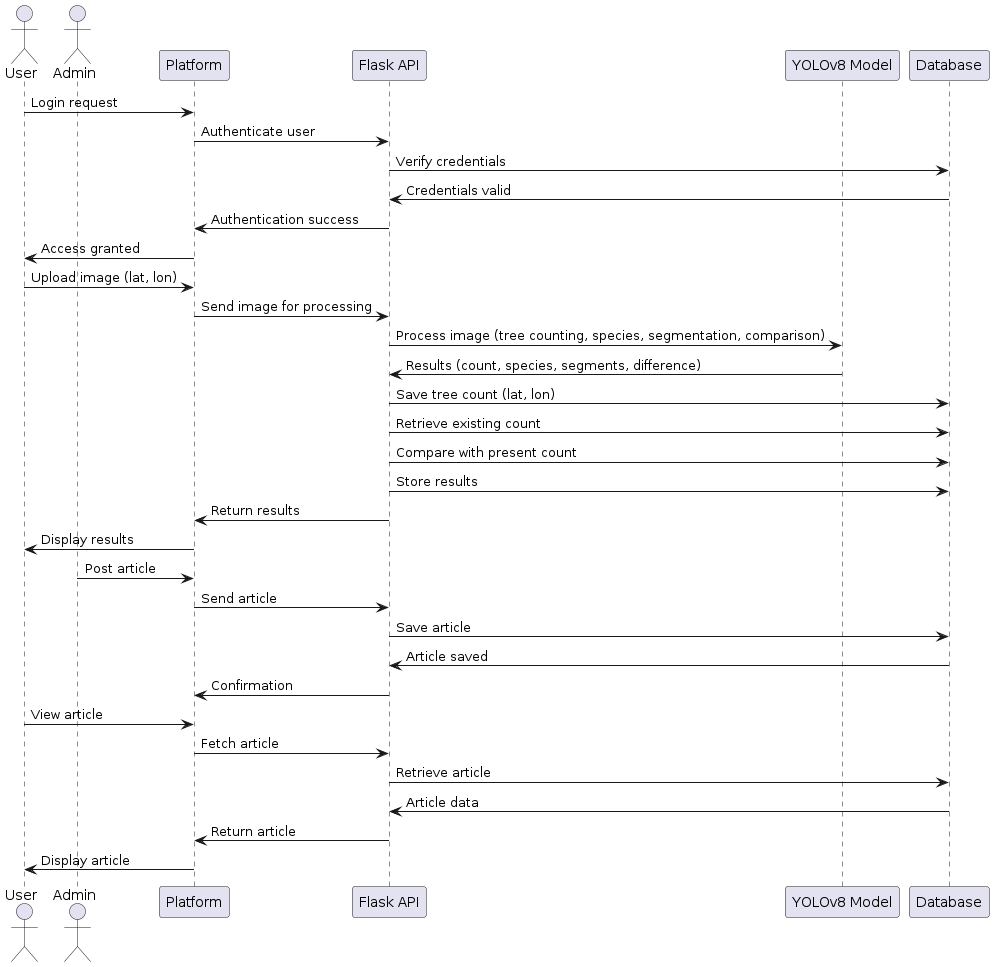 User
Admin
Platform
Flask API
YOLOv8 Model
Database
Login request
Authenticate user
Verify credentials
Credentials valid
Authentication success
Access granted
Upload image (lat, lon)
Send image for processing
Process image (tree counting, species, segmentation, comparison)
Results (count, species, segments, difference)
Save tree count (lat, lon)
Retrieve existing count
Compare with present count
Store results
Return results
Display results
Post article
Send article
Save article
Article saved
Confirmation
View article
Fetch article
Retrieve article
Article data
Return article
Display article
User
Admin
Platform
Flask API
YOLOv8 Model
Database